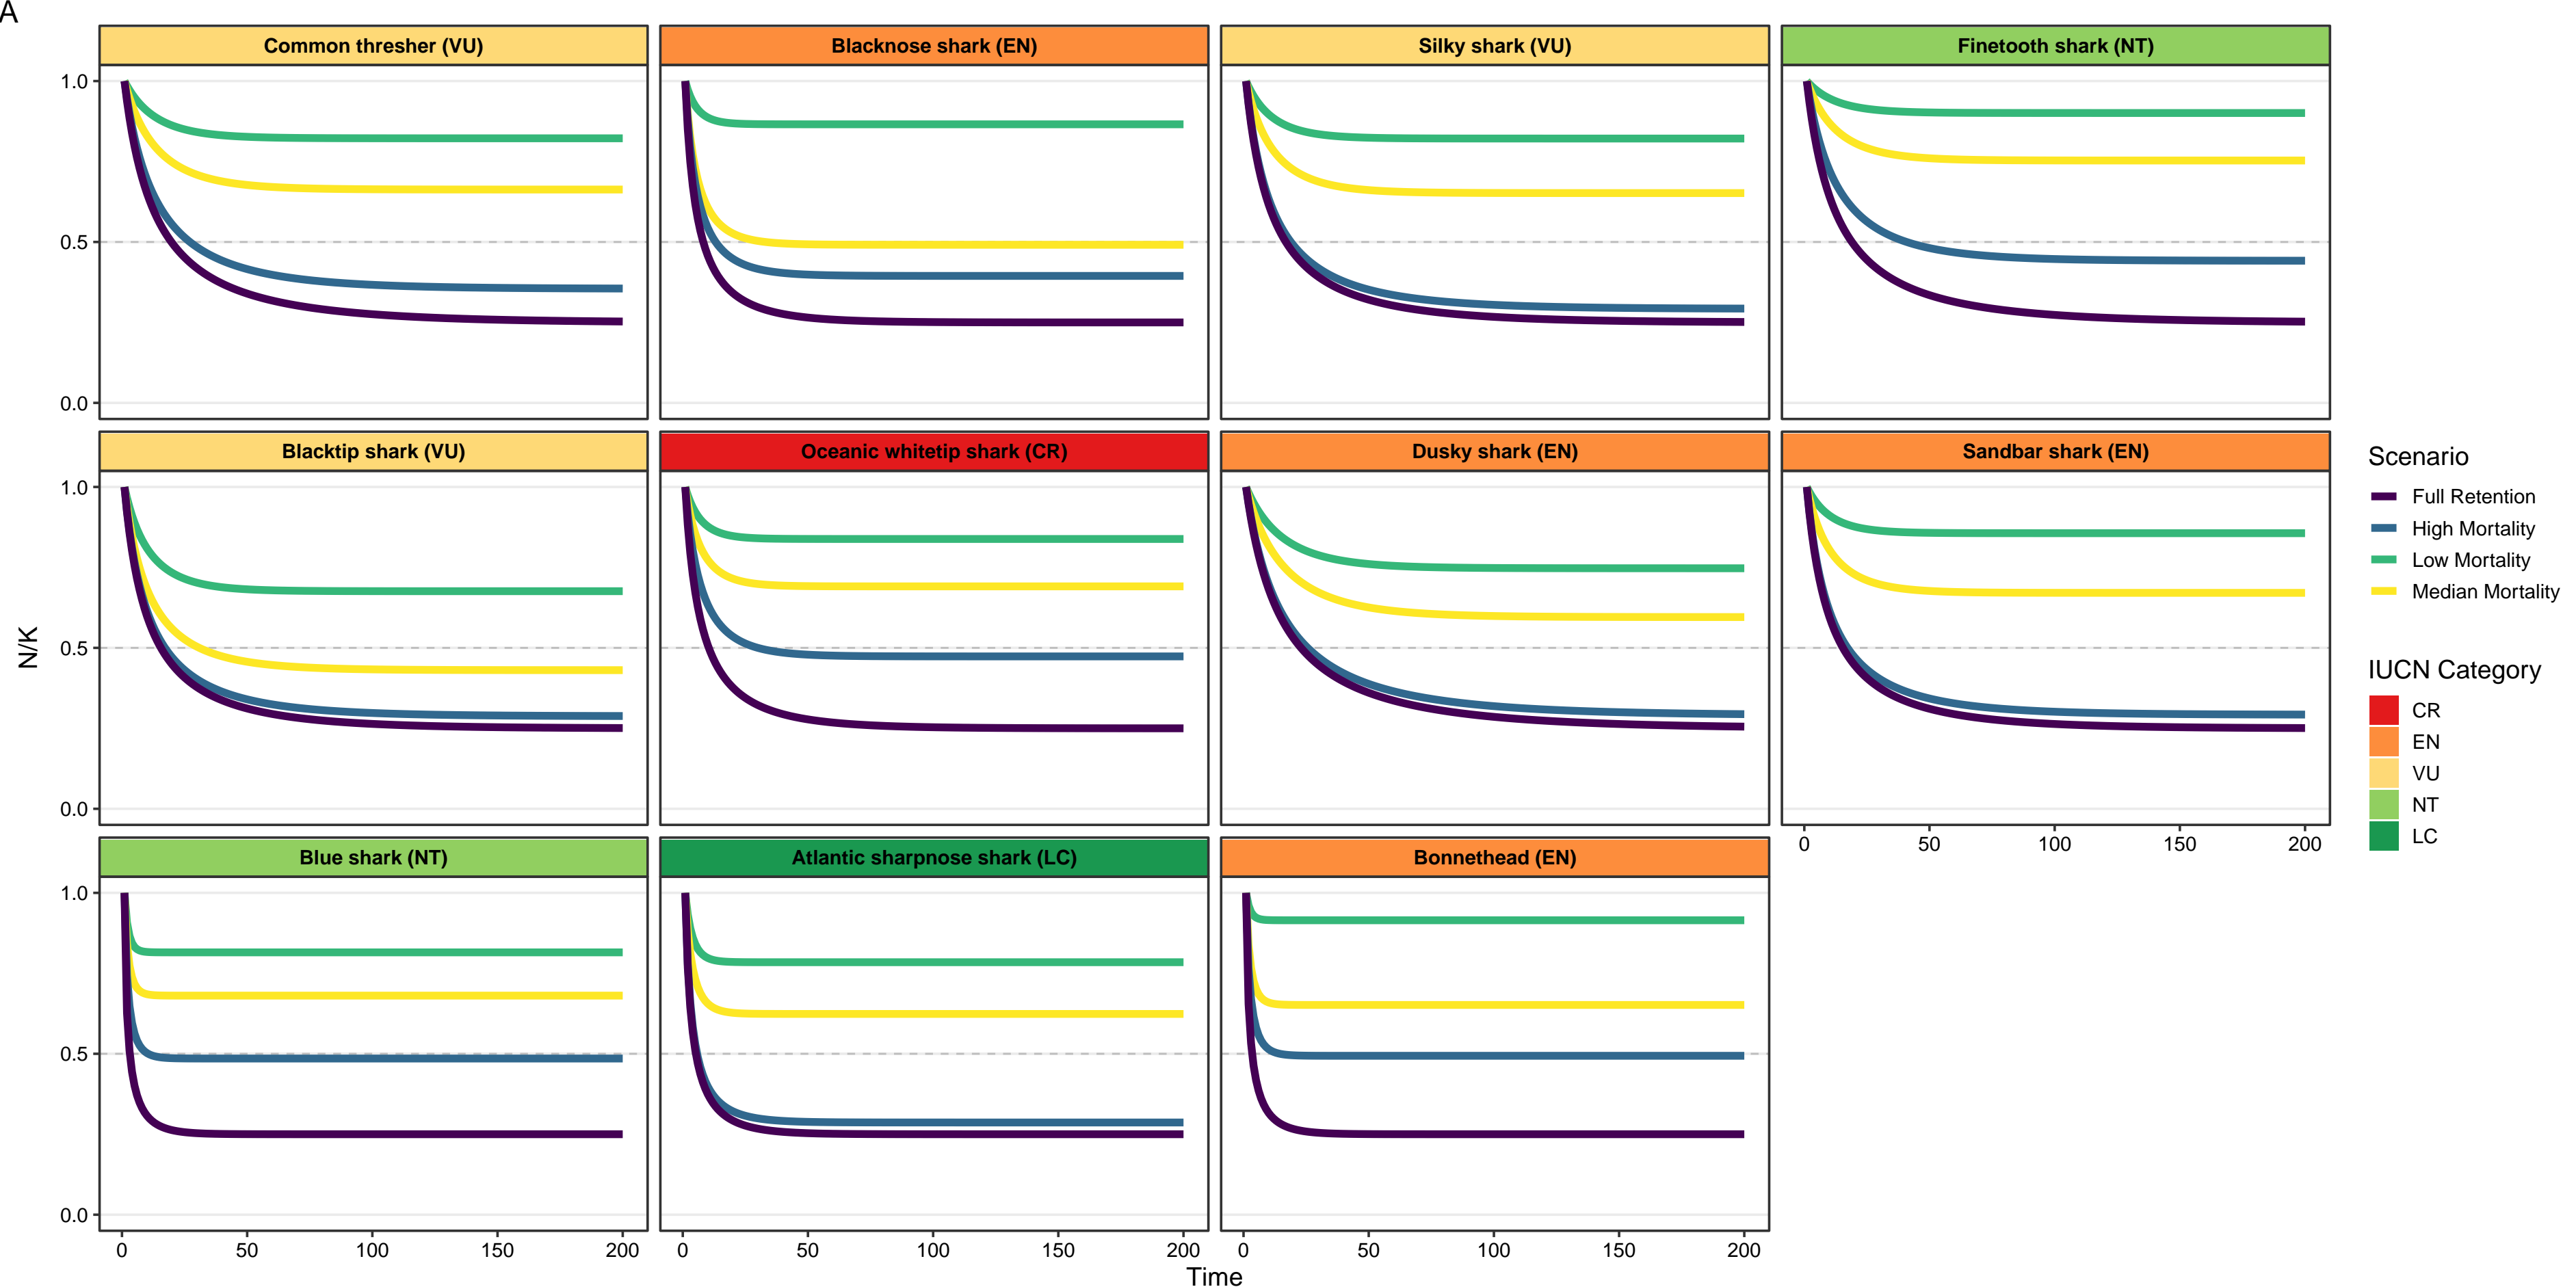 A
Common thresher (VU)
Blacknose shark (EN)
Silky shark (VU)
Finetooth shark (NT)
1.0
0.5
0.0
Blacktip shark (VU)
Oceanic whitetip shark (CR)
Dusky shark (EN)
Sandbar shark (EN)
1.0
0.5
0.0
0 50 100 150 200
Blue shark (NT)
Atlantic sharpnose shark (LC)
Bonnethead (EN)
1.0
0.5
0.0
0 50 100 150 200
0 50 100 150 200
0 50 100 150 200
N/K
Time
Scenario
Full Retention
High Mortality
Low Mortality
Median Mortality
IUCN Category
CR
EN
VU
NT
LC